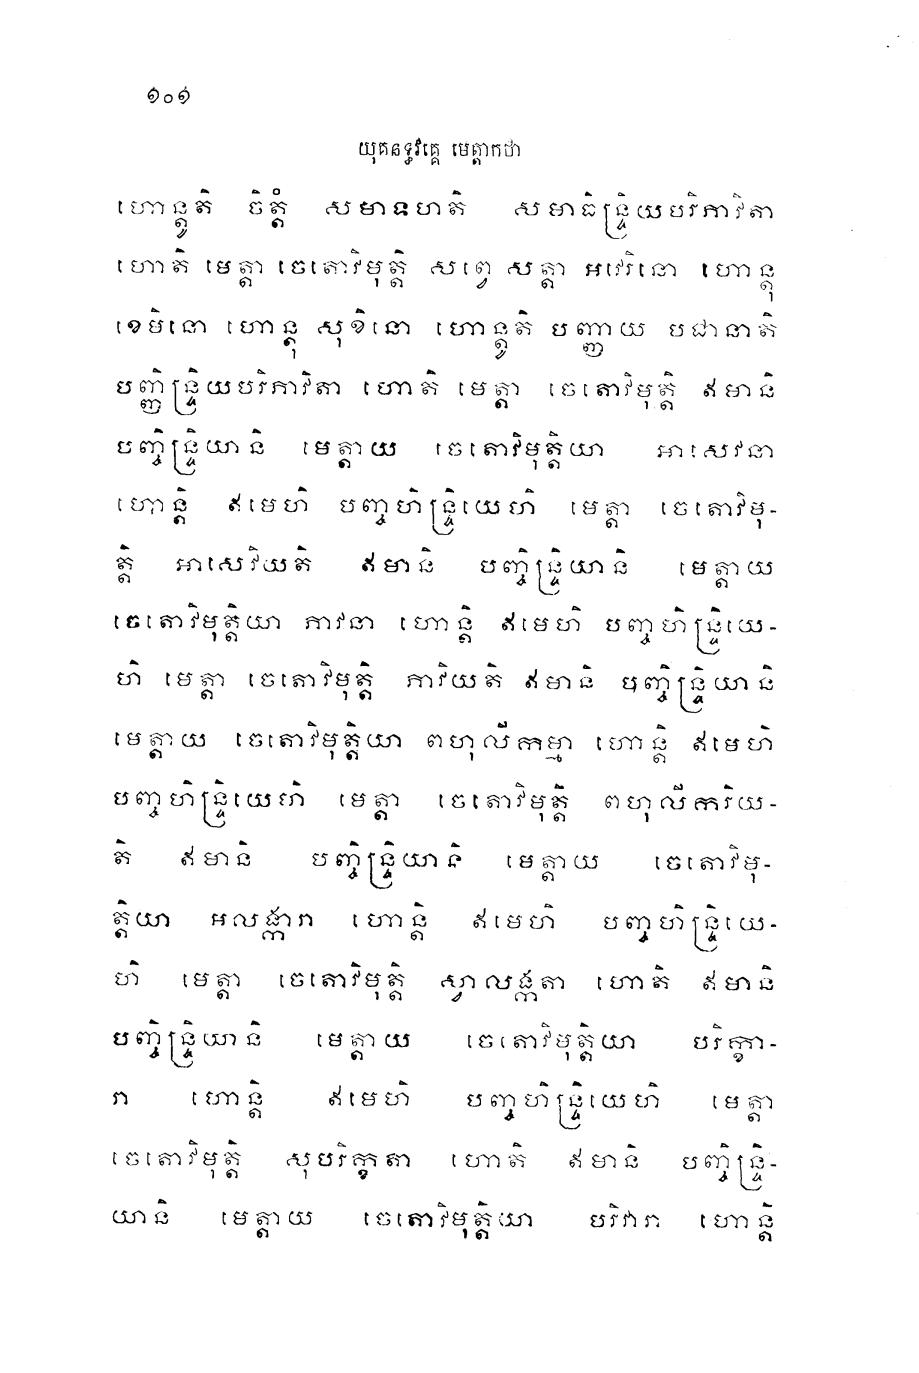 ១០១
យុគនទ្ធវគ្គេ មេត្តាកថា
ហោន្តូតិ ចិត្តំ សមាទហតិ សមាធិន្ទ្រិយបរិភាវិតា
ហោតិ មេត្តា ចេតោវិមុត្តិ សព្វេ សត្តា អវេរិនោ ហោន្តុ
ខេមិនោ ហោន្តុ សុខិនោ ហោន្តូតិ បញ្ញាយ បជានាតិ
បញ្ញិន្ទ្រិយបរិភាវិតា ហោតិ មេត្តា ចេតោវិមុត្តិ ឥមានិ
បញ្ចិន្ទ្រិយានិ មេត្តាយ ចេតោវិមុត្តិយា អាសេវនា
ហោន្តិ ឥមេហិ បញ្ចហិន្ទ្រិយេហិ មេត្តា ចេតោវិមុ-
ត្តិ អាសេវិយតិ ឥមានិ បញ្ចិន្ទ្រិយានិ មេត្តាយ
ចេតោវិមុត្តិយា ភាវនា ហោន្តិ ឥមេហិ បញ្ចហិន្ទ្រិយេ-
ហិ មេត្តា ចេតោវិមុត្តិ ភាវិយតិ ឥមានិ បញ្ចិន្ទ្រិយានិ
មេត្តាយ ចេតោវិមុត្តិយា ពហុលីកម្មា ហោន្តិ ឥមេហិ
បញ្ចហិន្ទ្រិយេហិ មេត្តា ចេតោវិមុត្តិ ពហុលីករិយ-
តិ ឥមានិ បញ្ចិន្ទ្រិយានិ មេត្តាយ ចេតោវិមុ-
ត្តិយា អលង្ការា ហោន្តិ ឥមេហិ បញ្ចហិន្ទ្រិយេ-
ហិ មេត្តា ចេតោវិមុត្តិ ស្វាលង្កតា ហោតិ ឥមានិ
បញ្ចិន្ទ្រិយានិ មេត្តាយ ចេតោវិមុត្តិយា បរិក្ខា-
រា ហោន្តិ ឥមេហិ បញ្ចហិន្ទ្រិយេហិ មេត្តា
ចេតោវិមុត្តិ សុបរិក្ខតា ហោតិ ឥមានិ បញ្ចិន្ទ្រិ-
យានិ មេត្តាយ ចេតោវិមុត្តិយា បរិវារា ហោន្តិ